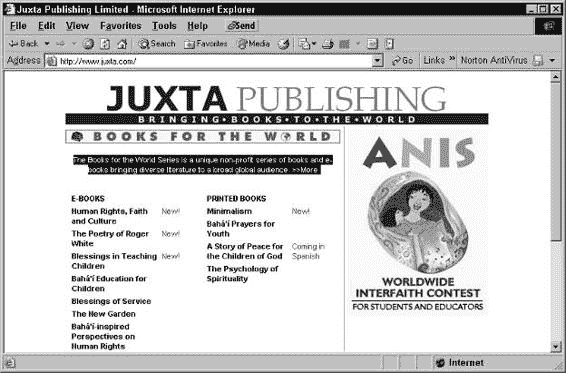 Juxta Publishing Limited - Microsoft Internet Explorer
File Edit View Favorites Tools Help Send
Back Search Favorites Media
Address http://www.juxta.com/ Go Links » Norton AntiVirus
JUXTA PUBLISHING
BRINGING•BOOKS•TO•THE•WORLD
BOOKS FOR THE WORLD
The Books for the World Series is a unique non-profit series of books and e-
books bringing diverse literature to a broad global audience. >>More
E-BOOKS
Human Rights, Faith New!
and Culture
The Poetry of Roger New!
White
Blessings in Teaching New!
Children
Bahá'í Education for
Children
Blessings of Service
The New Garden
Bahá'í-inspired
Perspectives on
Human Rights
PRINTED BOOKS
Minimalism New!
Bahá'í Prayers for
Youth
A Story of Peace for Coming in
the Children of God Spanish
The Psychology of
Spirituality
ANIS
WORLDWIDE
INTERFAITH CONTEST
FOR STUDENTS AND EDUCATORS
Internet